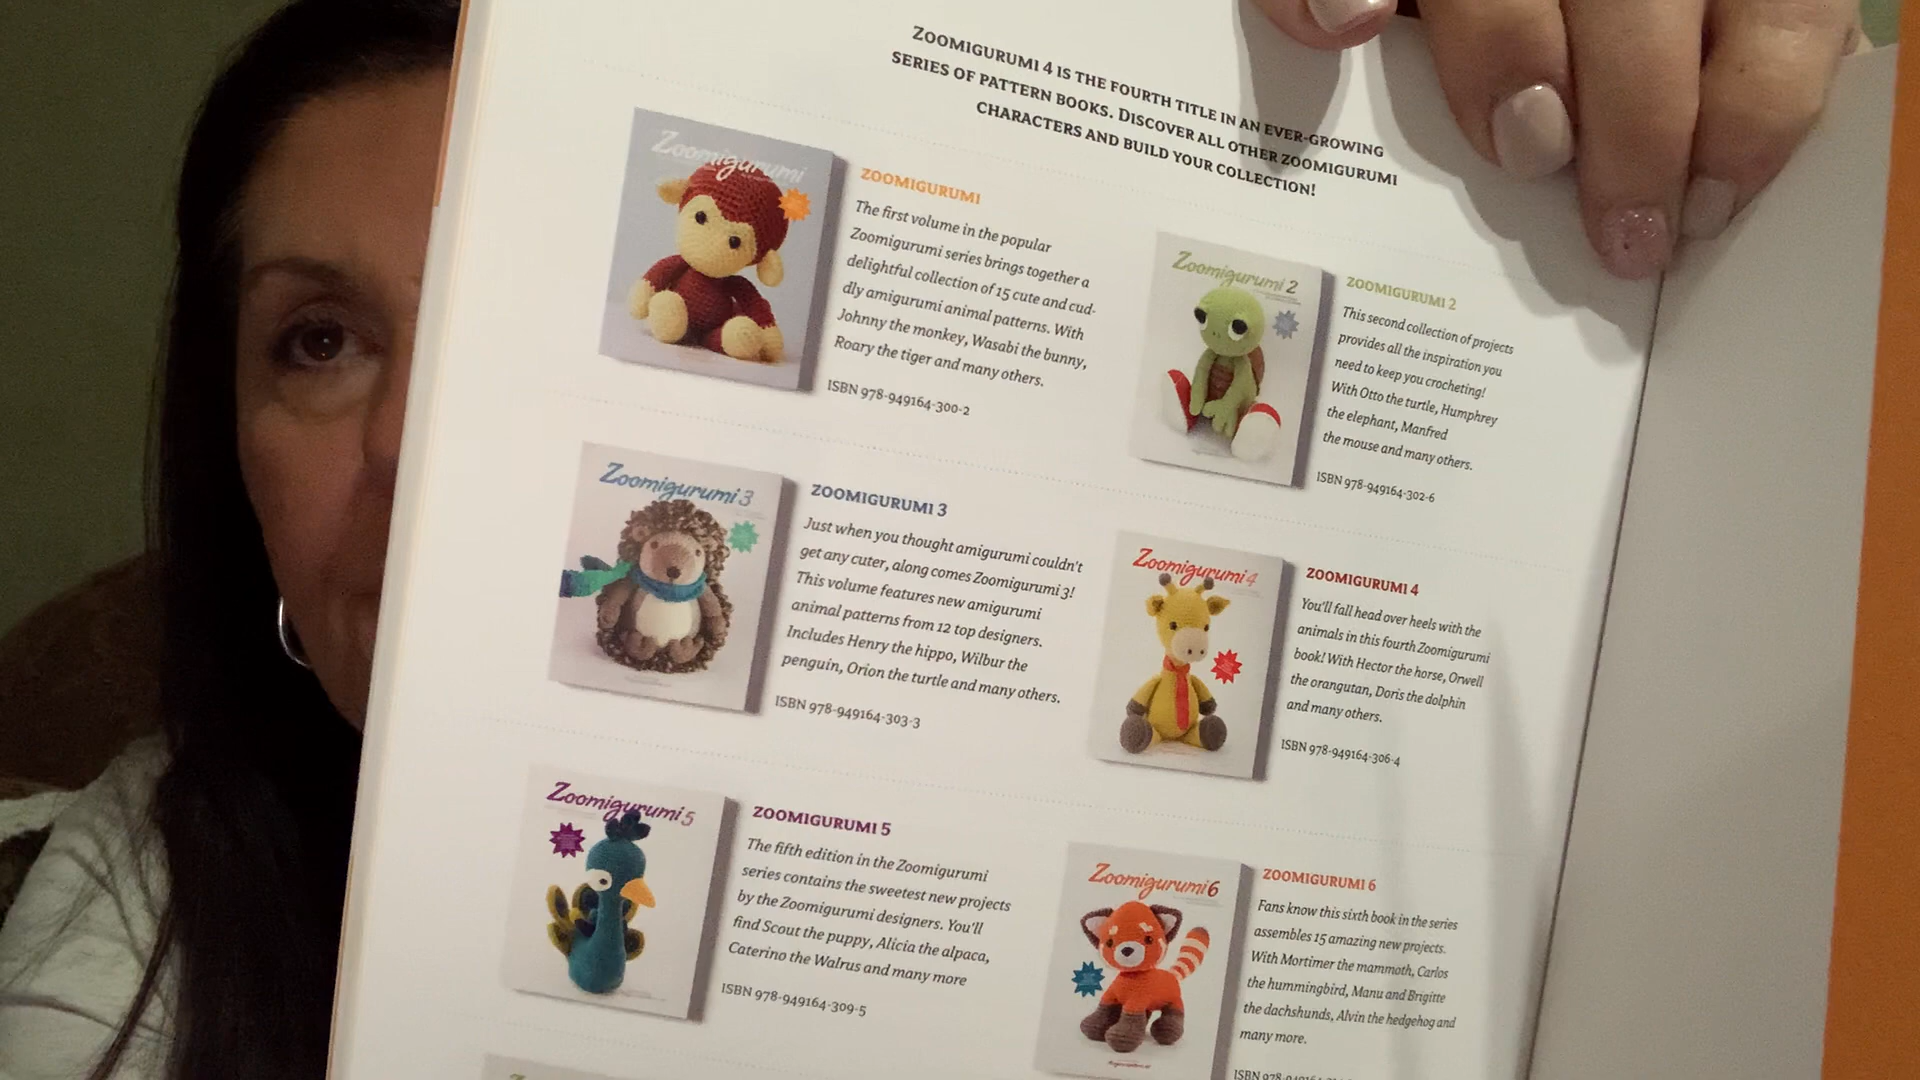 ZOOMIGURUMI 4 IS THE FOURTH TITLE IN AN EVER-GROWING
SERIES OF PATTERN BOOKS. DISCOVER ALL OTHER ZOOMIGURUMI
CHARACTERS AND BUILD YOUR COLLECTION!
Zoomigurumi
ZOOMIGURUMI
The first volume in the popular
Zoomigurumi series brings together a
delightful collection of 15 cute and cud-
dly amigurumi animal patterns. With
Johnny the monkey, Wasabi the bunny,
Roary the tiger and many others.
ISBN 978-949164-300-2
Zoomigurumi 2
ZOOMIGURUMI 2
This second collection of projects
provides all the inspiration you
need to keep you crocheting!
With Otto the turtle, Humphrey
the elephant, Manfred
the mouse and many others.
ISBN 978-949164-302-6
Zoomigurumi 3
ZOOMIGURUMI 3
Just when you thought amigurumi couldn't
get any cuter, along comes Zoomigurumi 3!
This volume features new amigurumi
animal patterns from 12 top designers.
Includes Henry the hippo, Wilbur the
penguin, Orion the turtle and many others.
ISBN 978-949164-303-3
Zoomigurumi 4
ZOOMIGURUMI 4
You'll fall head over heels with the
animals in this fourth Zoomigurumi
book! With Hector the horse, Orwell
the orangutan, Doris the dolphin
and many others.
ISBN 978-949164-306-4
Zoomigurumi 5
ZOOMIGURUMI 5
The fifth edition in the Zoomigurumi
series contains the sweetest new projects
by the Zoomigurumi designers. You'll
find Scout the puppy, Alicia the alpaca,
Caterino the Walrus and many more
ISBN 978-949164-309-5
Zoomigurumi 6
ZOOMIGURUMI 6
Fans know this sixth book in the series
assembles 15 amazing new projects.
With Mortimer the mammoth, Carlos
the hummingbird, Manu and Brigitte
the dachshunds, Alvin the hedgehog and
many more.
ISBN